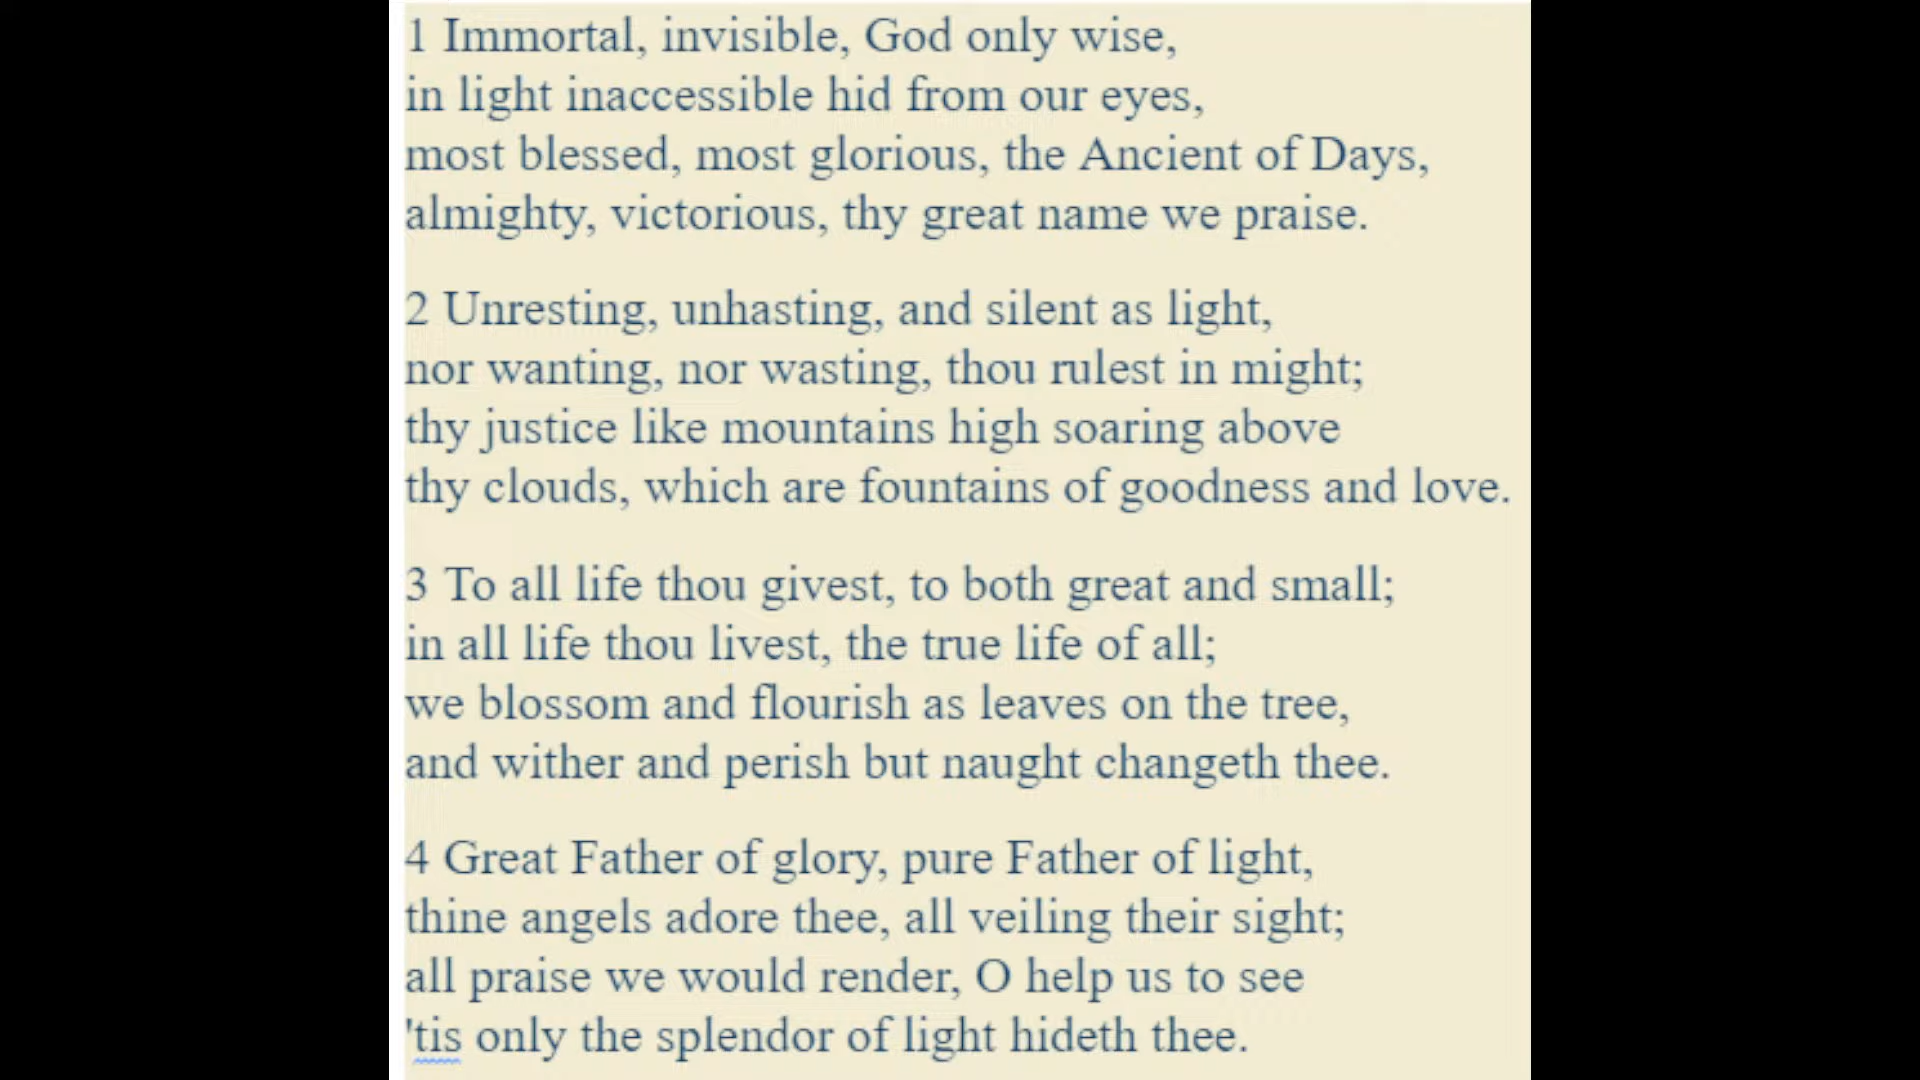 1 Immortal, invisible, God only wise,
in light inaccessible hid from our eyes,
most blessed, most glorious, the Ancient of Days,
almighty, victorious, thy great name we praise.
2 Unresting, unhasting, and silent as light,
nor wanting, nor wasting, thou rulest in might;
thy justice like mountains high soaring above
thy clouds, which are fountains of goodness and love.
3 To all life thou givest, to both great and small;
in all life thou livest, the true life of all;
we blossom and flourish as leaves on the tree,
and wither and perish but naught changeth thee.
4 Great Father of glory, pure Father of light,
thine angels adore thee, all veiling their sight;
all praise we would render, O help us to see
'tis only the splendor of light hideth thee.